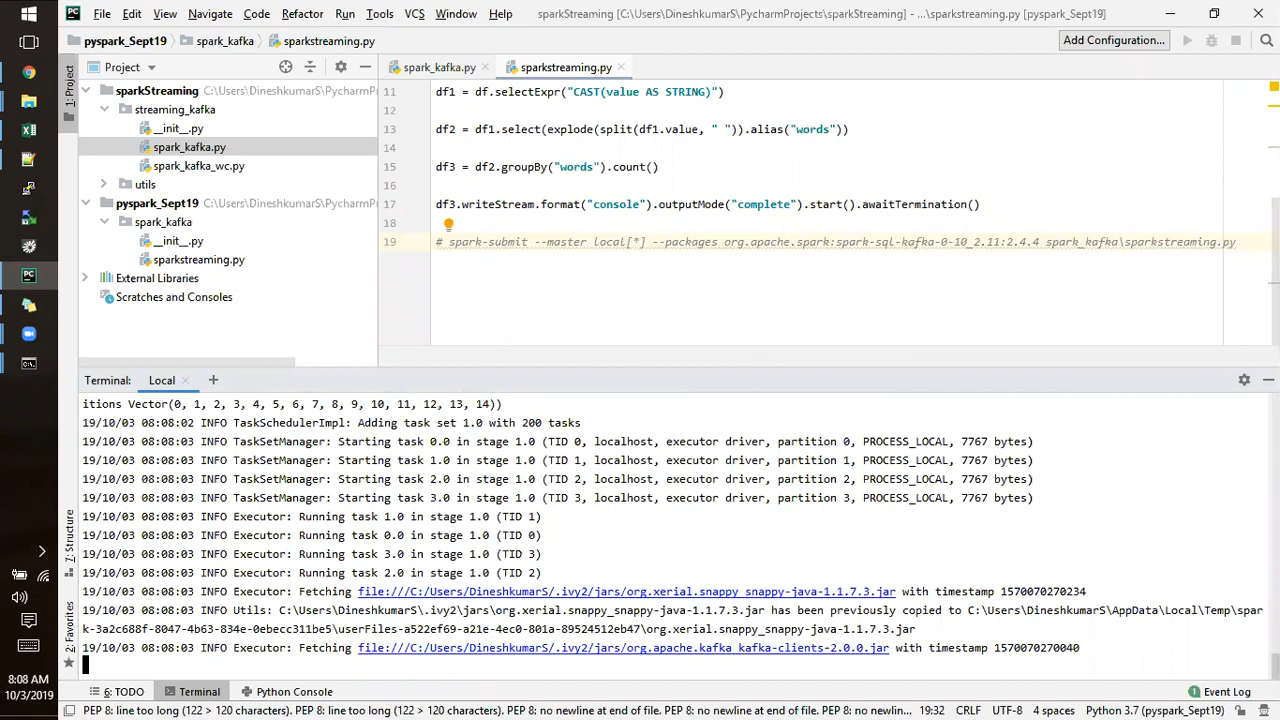 File Edit View Navigate Code Refactor Run Tools VCS Window Help sparkStreaming [C:\Users\DineshkumarS\PycharmProjects\sparkStreaming] - ...\sparkstreaming.py [pyspark_Sept19]
pyspark_Sept19 spark_kafka sparkstreaming.py Add Configuration...
1: Project
Project
spark_kafka.py sparkstreaming.py
sparkStreaming C:\Users\DineshkumarS\PycharmProjects
streaming_kafka
__init__.py
spark_kafka.py
spark_kafka_wc.py
utils
pyspark_Sept19 C:\Users\DineshkumarS\Pycharm
spark_kafka
__init__.py
sparkstreaming.py
External Libraries
Scratches and Consoles
11 df1 = df.selectExpr("CAST(value AS STRING)")
12
13 df2 = df1.select(explode(split(df1.value, " ")).alias("words"))
14
15 df3 = df2.groupBy("words").count()
16
17 df3.writeStream.format("console").outputMode("complete").start().awaitTermination()
18
19 # spark-submit --master local[*] --packages org.apache.spark:spark-sql-kafka-0-10_2.11:2.4.4 spark_kafka\sparkstreaming.py
Terminal: Local +
itions Vector(0, 1, 2, 3, 4, 5, 6, 7, 8, 9, 10, 11, 12, 13, 14))
19/10/03 08:08:02 INFO TaskSchedulerImpl: Adding task set 1.0 with 200 tasks
19/10/03 08:08:03 INFO TaskSetManager: Starting task 0.0 in stage 1.0 (TID 0, localhost, executor driver, partition 0, PROCESS_LOCAL, 7767 bytes)
19/10/03 08:08:03 INFO TaskSetManager: Starting task 1.0 in stage 1.0 (TID 1, localhost, executor driver, partition 1, PROCESS_LOCAL, 7767 bytes)
19/10/03 08:08:03 INFO TaskSetManager: Starting task 2.0 in stage 1.0 (TID 2, localhost, executor driver, partition 2, PROCESS_LOCAL, 7767 bytes)
19/10/03 08:08:03 INFO TaskSetManager: Starting task 3.0 in stage 1.0 (TID 3, localhost, executor driver, partition 3, PROCESS_LOCAL, 7767 bytes)
19/10/03 08:08:03 INFO Executor: Running task 1.0 in stage 1.0 (TID 1)
19/10/03 08:08:03 INFO Executor: Running task 0.0 in stage 1.0 (TID 0)
19/10/03 08:08:03 INFO Executor: Running task 3.0 in stage 1.0 (TID 3)
19/10/03 08:08:03 INFO Executor: Running task 2.0 in stage 1.0 (TID 2)
19/10/03 08:08:03 INFO Executor: Fetching file:///C:/Users/DineshkumarS/.ivy2/jars/org.xerial.snappy_snappy-java-1.1.7.3.jar with timestamp 1570070270234
19/10/03 08:08:03 INFO Utils: C:\Users\DineshkumarS\.ivy2\jars\org.xerial.snappy_snappy-java-1.1.7.3.jar has been previously copied to C:\Users\DineshkumarS\AppData\Local\Temp\spar
k-3a2c688f-8047-4b63-834e-0ebecc311be5\userFiles-a522ef69-a21e-4ec0-801a-89524512eb47\org.xerial.snappy_snappy-java-1.1.7.3.jar
19/10/03 08:08:03 INFO Executor: Fetching file:///C:/Users/DineshkumarS/.ivy2/jars/org.apache.kafka_kafka-clients-2.0.0.jar with timestamp 1570070270040
7: Structure
2: Favorites
6: TODO Terminal Python Console Event Log
PEP 8: line too long (122 > 120 characters). PEP 8: no newline at end of file. PEP 8: line too long (122 > 120 characters). PEP 8: no newline at end of file. PEP 8: no newlin... 19:32 CRLF UTF-8 4 spaces Python 3.7 (pyspark_Sept19)
8:08 AM
10/3/2019